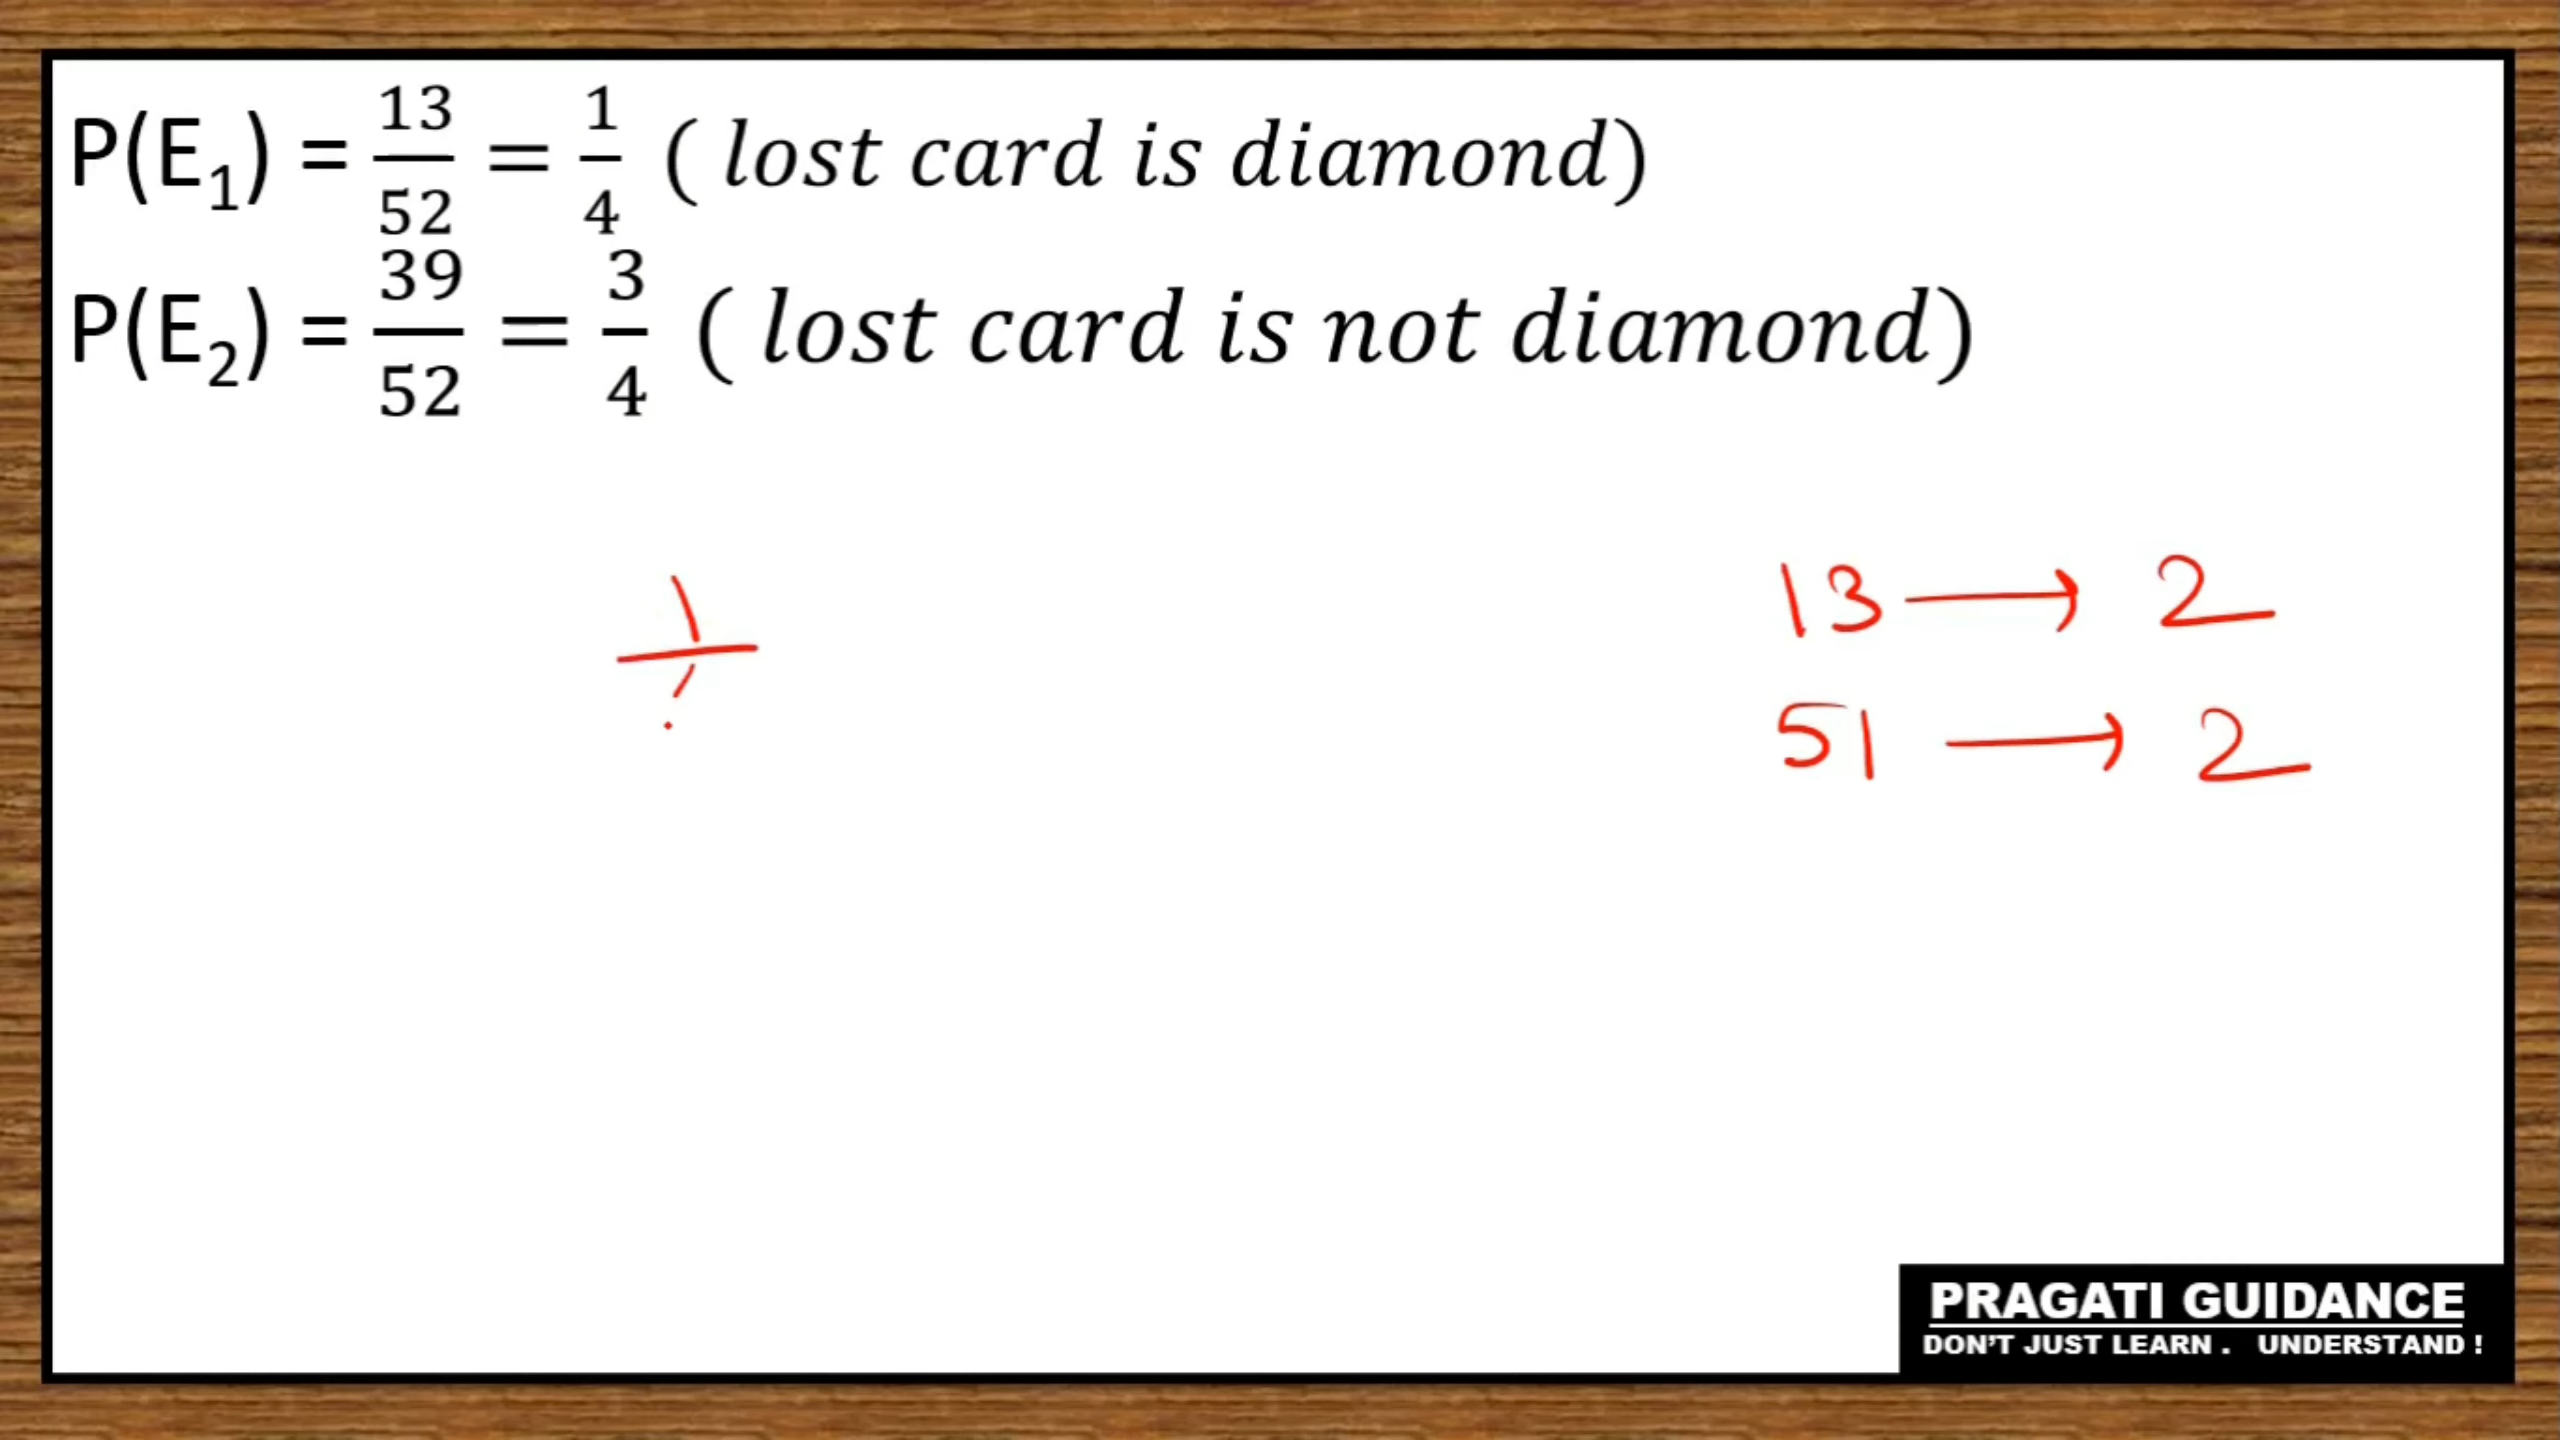 P(E₁) = 13/52 = 1/4 ( lost card is diamond)
P(E₂) = 39/52 = 3/4 ( lost card is not diamond)
1
13 → 2
51 → 2
PRAGATI GUIDANCE
DON'T JUST LEARN . UNDERSTAND !